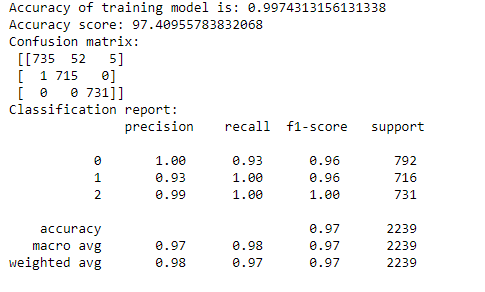 Accuracy of training model is: 0.9974313156131338
Accuracy score: 97.40955783832068
Confusion matrix:
[[735 52 5]
[ 1 715 0]
[ 0 0 731]]
Classification report:
precision recall f1-score support
0 1.00 0.93 0.96 792
1 0.93 1.00 0.96 716
2 0.99 1.00 1.00 731
accuracy 0.97 2239
macro avg 0.97 0.98 0.97 2239
weighted avg 0.98 0.97 0.97 2239